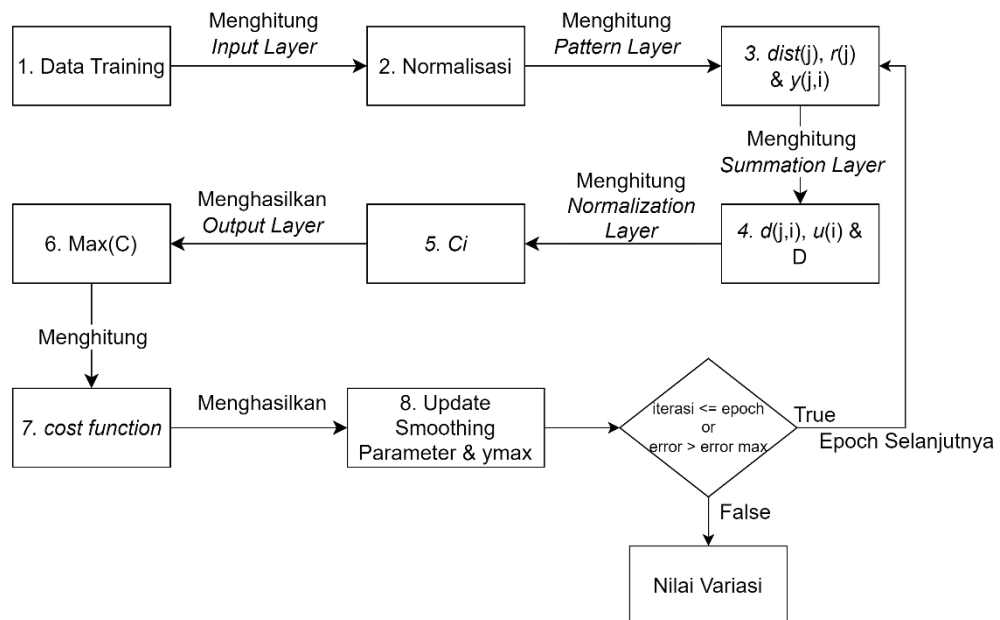 1. Data Training
Menghitung
Input Layer
2. Normalisasi
Menghitung
Pattern Layer
3. dist(j), r(j)
& y(j,i)
Menghitung
Summation Layer
4. d(j,i), u(i) &
D
Menghitung
Normalization
Layer
5. Ci
Menghasilkan
Output Layer
6. Max(C)
Menghitung
7. cost function
Menghasilkan
8. Update
Smoothing
Parameter & ymax
iterasi <= epoch
or
error > error max
True
Epoch Selanjutnya
False
Nilai Variasi